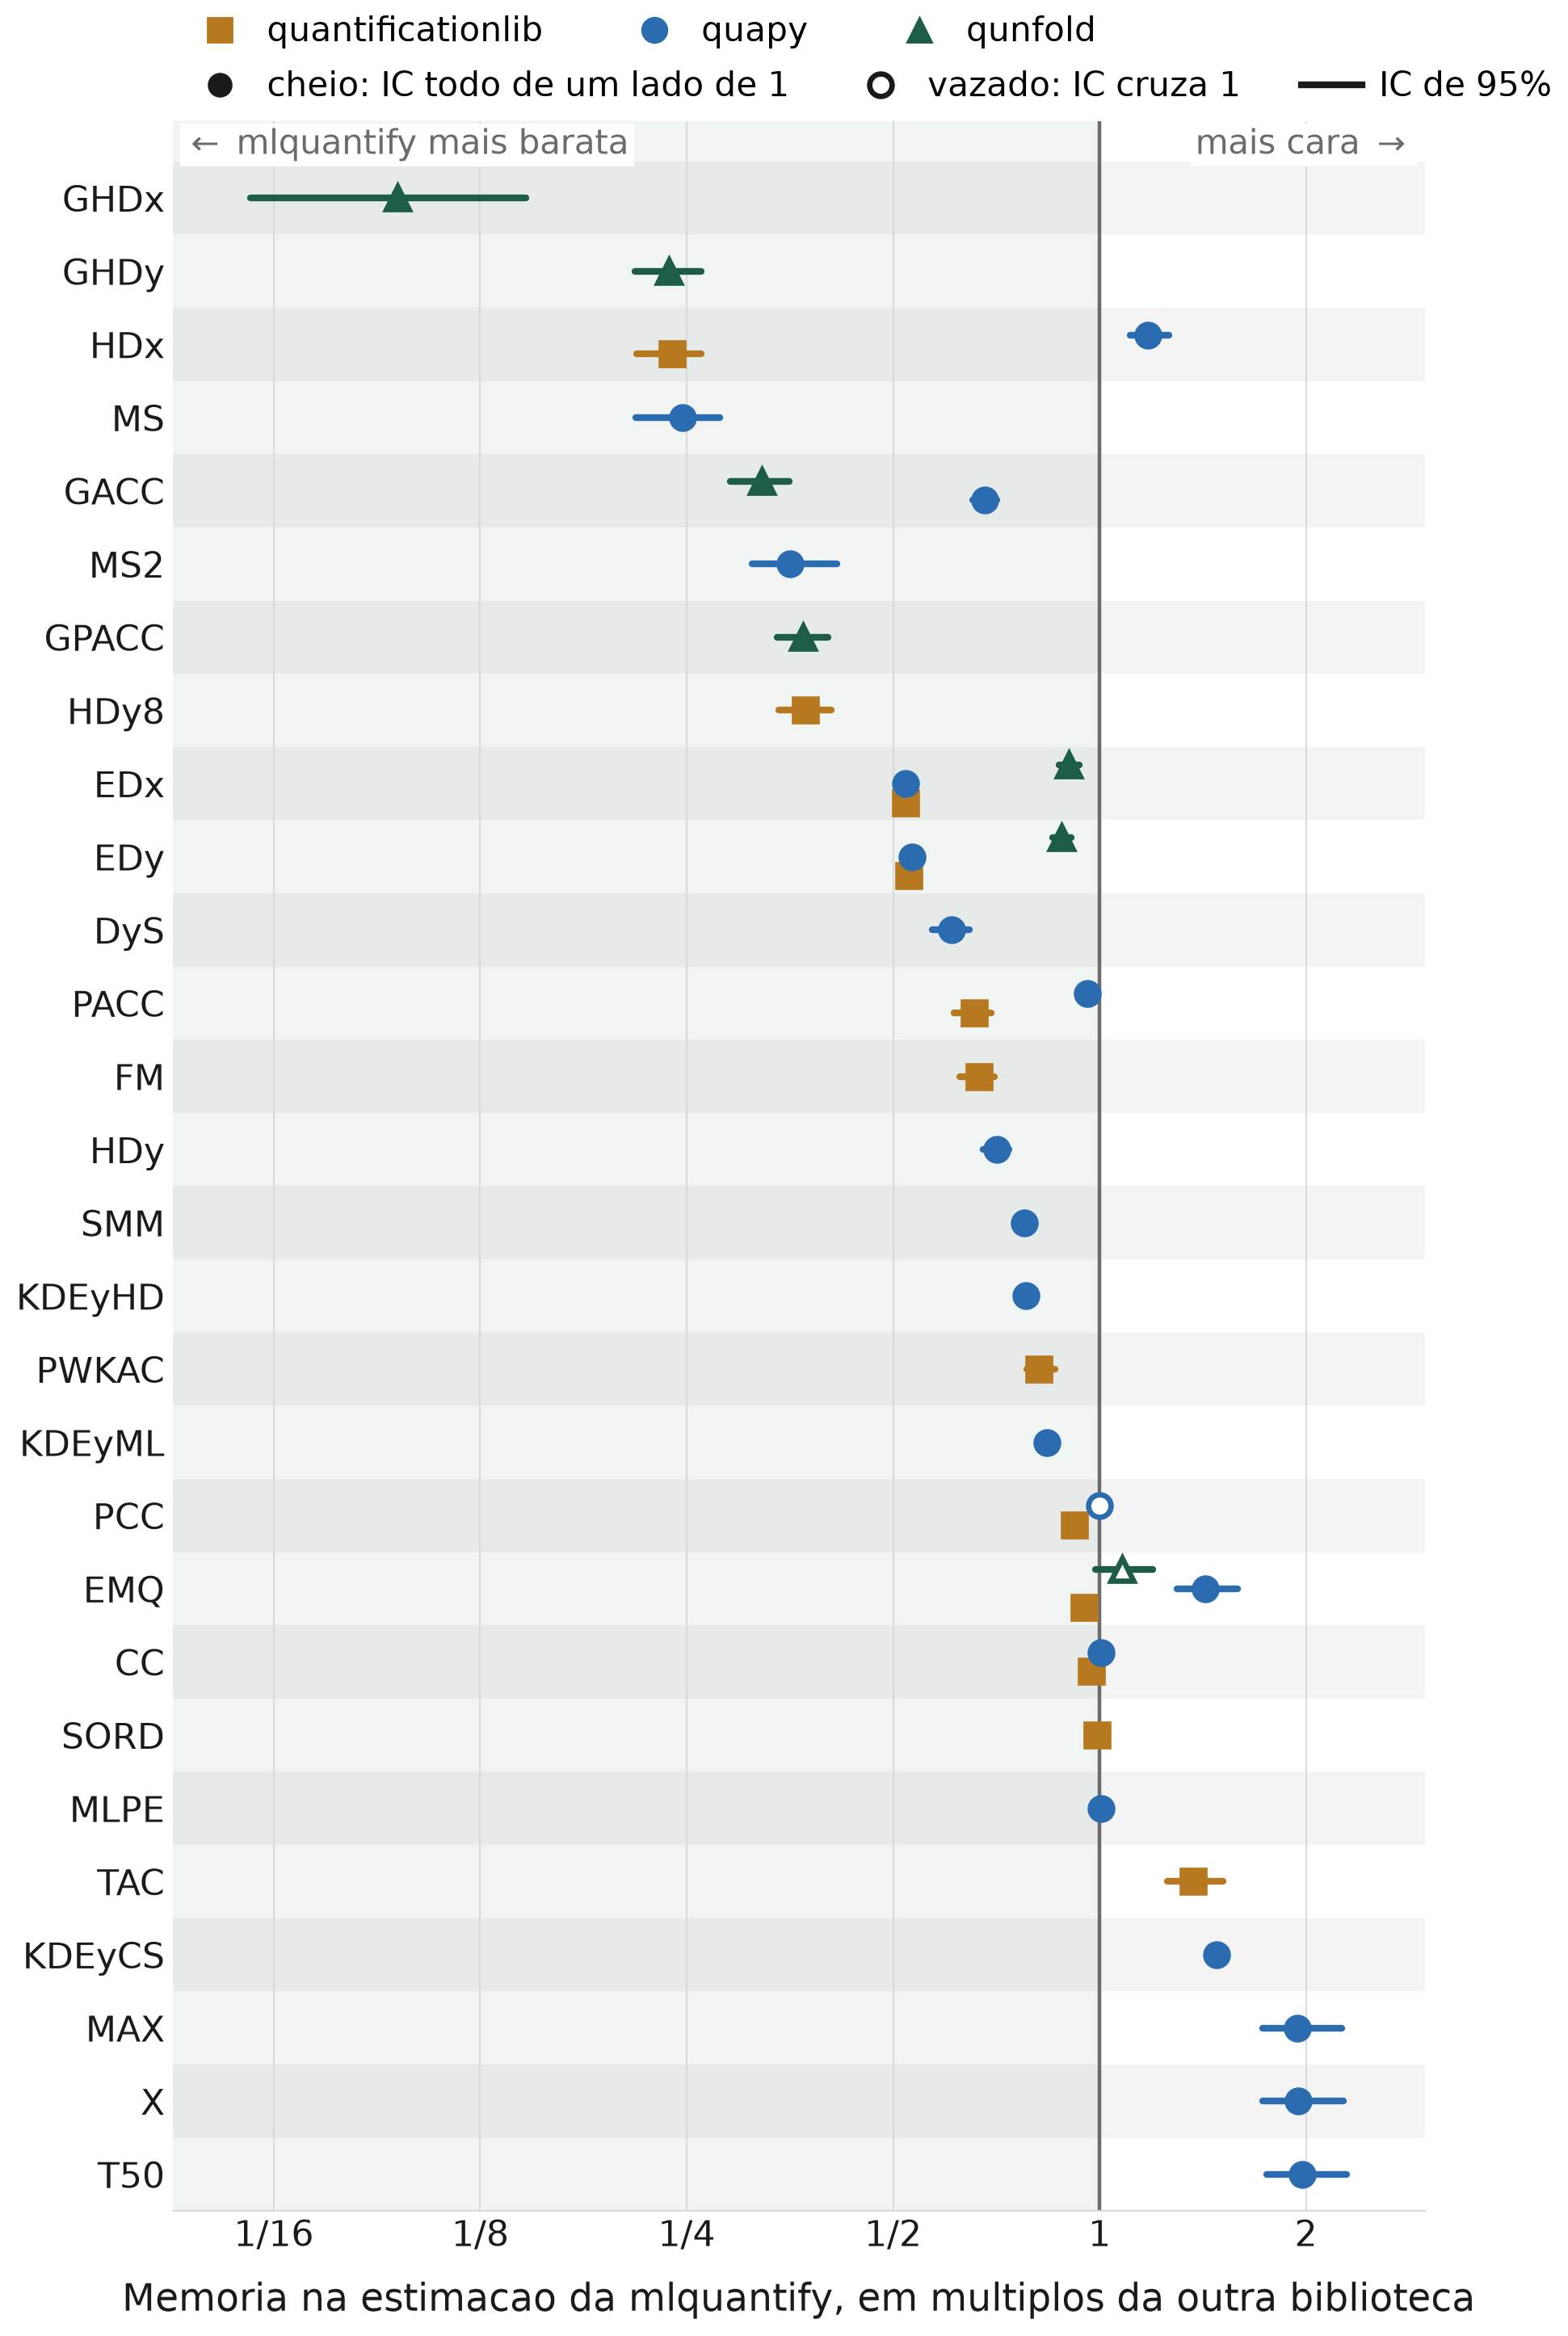 quantificationlib quapy qunfold
cheio: IC todo de um lado de 1 vazado: IC cruza 1 IC de 95%
← mlquantify mais barata mais cara →
GHDx
GHDy
HDx
MS
GACC
MS2
GPACC
HDy8
EDx
EDy
DyS
PACC
FM
HDy
SMM
KDEyHD
PWKAC
KDEyML
PCC
EMQ
CC
SORD
MLPE
TAC
KDEyCS
MAX
X
T50
1/16 1/8 1/4 1/2 1 2
Memoria na estimacao da mlquantify, em multiplos da outra biblioteca